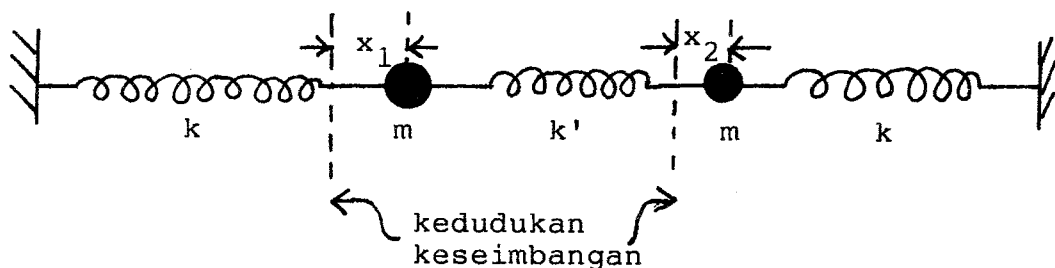 x₁ x₂
k m k' m k
kedudukan
keseimbangan